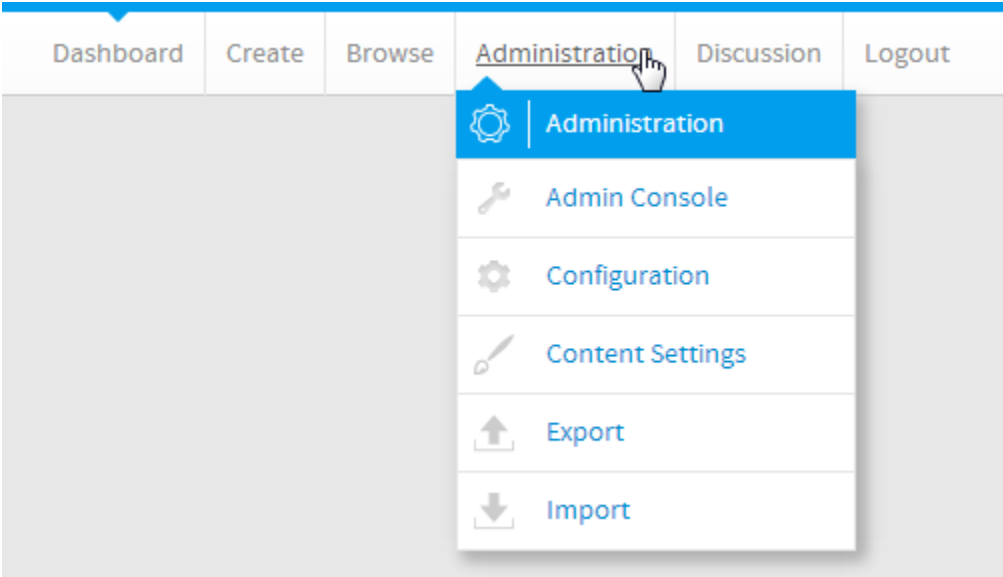 Dashboard Create Browse Administration Discussion Logout
Administration
Admin Console
Configuration
Content Settings
Export
Import